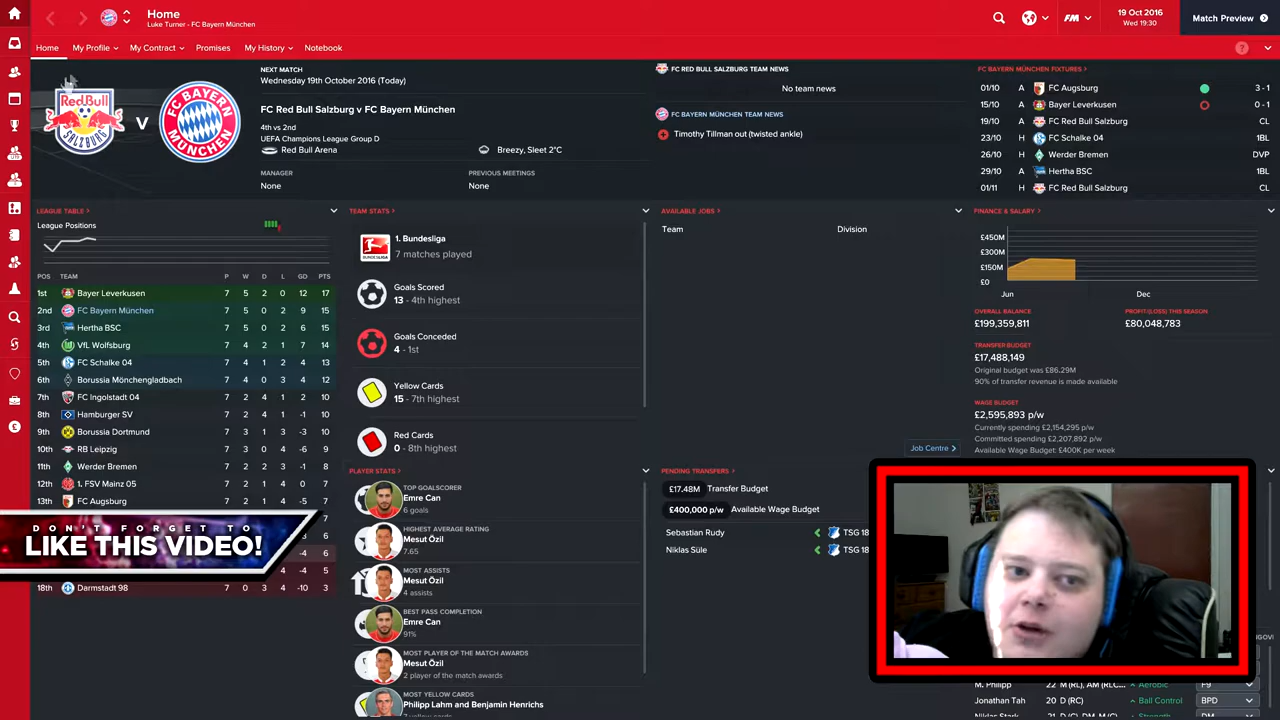 Home
Luke Turner - FC Bayern München
FM
19 Oct 2016
Wed 19:30
Match Preview
Home
My Profile
My Contract
Promises
My History
Notebook
NEXT MATCH
Wednesday 19th October 2016 (Today)
FC Red Bull Salzburg v FC Bayern München
4th vs 2nd
UEFA Champions League Group D
Red Bull Arena
Breezy, Sleet 2°C
MANAGER
None
PREVIOUS MEETINGS
None
RedBull
SALZBURG
V
FC BAYERN
MÜNCHEN
FC RED BULL SALZBURG TEAM NEWS
No team news
FC BAYERN MÜNCHEN TEAM NEWS
Timothy Tillman out (twisted ankle)
FC BAYERN MÜNCHEN FIXTURES
01/10 A FC Augsburg 3 - 1
15/10 A Bayer Leverkusen 0 - 1
19/10 A FC Red Bull Salzburg CL
23/10 H FC Schalke 04 1BL
26/10 H Werder Bremen DVP
29/10 A Hertha BSC 1BL
01/11 H FC Red Bull Salzburg CL
LEAGUE TABLE
League Positions
POS TEAM P W D L GD PTS
1st Bayer Leverkusen 7 5 2 0 12 17
2nd FC Bayern München 7 5 0 2 9 15
3rd Hertha BSC 7 5 0 2 6 15
4th VfL Wolfsburg 7 4 2 1 7 14
5th FC Schalke 04 7 4 1 2 4 13
6th Borussia Mönchengladbach 7 4 0 3 4 12
7th FC Ingolstadt 04 7 2 4 1 2 10
8th Hamburger SV 7 2 4 1 -1 10
9th Borussia Dortmund 7 3 1 3 -3 10
10th RB Leipzig 7 2 3 2 -6 9
11th Werder Bremen 7 2 2 3 -1 8
12th 1. FSV Mainz 05 7 2 1 4 0 7
13th FC Augsburg 7 2 1 4 -5 7
DON'T FORGET TO
LIKE THIS VIDEO!
18th Darmstadt 98 7 0 3 4 -10 3
TEAM STATS
1. Bundesliga
7 matches played
Goals Scored
13 - 4th highest
Goals Conceded
4 - 1st
Yellow Cards
15 - 7th highest
Red Cards
0 - 8th highest
PLAYER STATS
TOP GOALSCORER
Emre Can
6 goals
HIGHEST AVERAGE RATING
Mesut Özil
7.65
MOST ASSISTS
Mesut Özil
4 assists
BEST PASS COMPLETION
Emre Can
91%
MOST PLAYER OF THE MATCH AWARDS
Mesut Özil
2 player of the match awards
MOST YELLOW CARDS
Philipp Lahm and Benjamin Henrichs
AVAILABLE JOBS
Team Division
Job Centre
PENDING TRANSFERS
£17.48M Transfer Budget
£400,000 p/w Available Wage Budget
Sebastian Rudy TSG 18
Niklas Süle TSG 18
FINANCE & SALARY
£450M
£300M
£150M
£0
Jun Dec
OVERALL BALANCE
£199,359,811
PROFIT/(LOSS) THIS SEASON
£80,048,783
TRANSFER BUDGET
£17,488,149
Original budget was £86.29M
90% of transfer revenue is made available
WAGE BUDGET
£2,595,893 p/w
Currently spending £2,154,295 p/w
Committed spending £2,207,892 p/w
Available Wage Budget: £400K per week
M. Philipp 22 M (RL), AM (RLC... Aerobic F9
Jonathan Tah 20 D (RC) Ball Control BPD